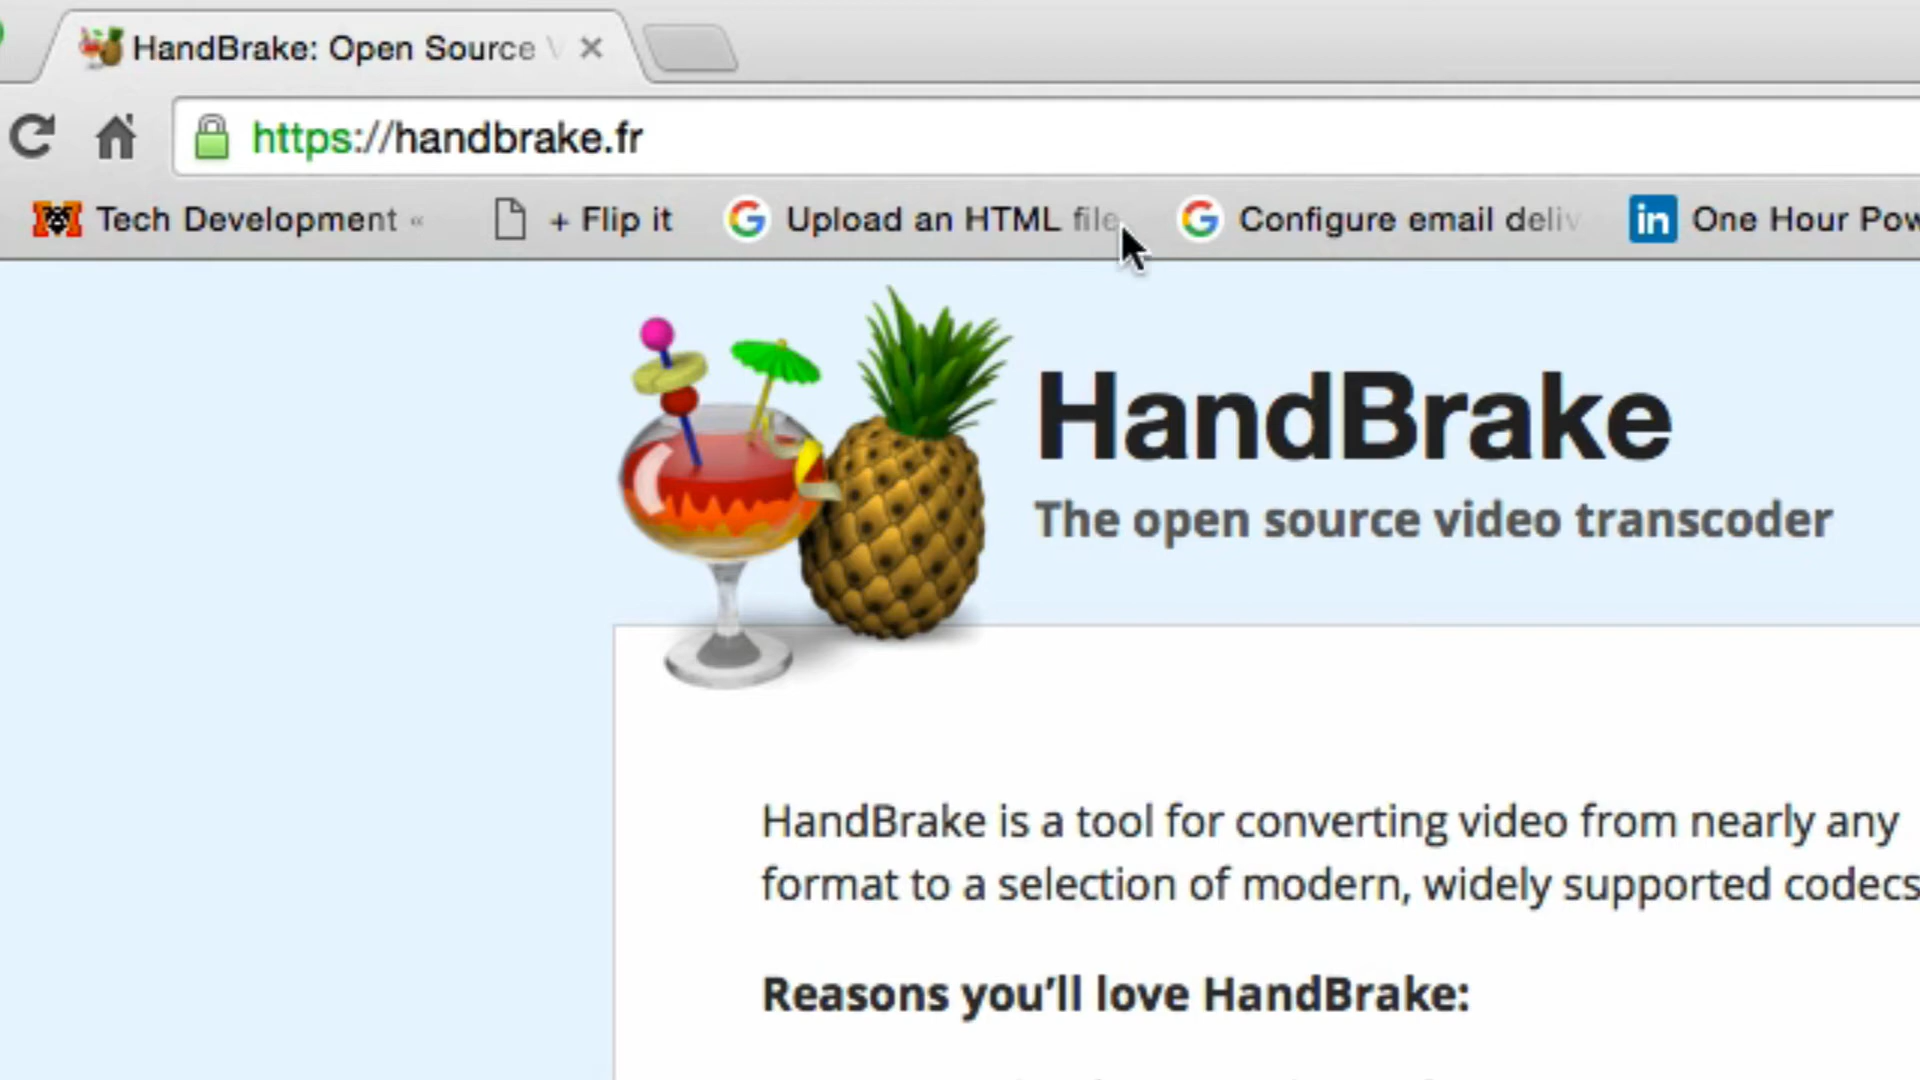 HandBrake: Open Source
https://handbrake.fr
Tech Development «
+ Flip it
Upload an HTML file
Configure email deliv
One Hour Pow
HandBrake
The open source video transcoder
HandBrake is a tool for converting video from nearly any
format to a selection of modern, widely supported codecs
Reasons you’ll love HandBrake: